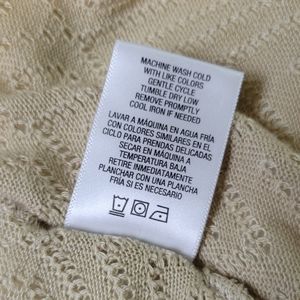 MACHINE WASH COLD
WITH LIKE COLORS
GENTLE CYCLE
TUMBLE DRY LOW
REMOVE PROMPTLY
COOL IRON IF NEEDED
LAVAR A MÁQUINA EN AGUA FRÍA
CON COLORES SIMILARES EN EL
CICLO PARA PRENDAS DELICADAS
SECAR EN MÁQUINA A
TEMPERATURA BAJA
RETIRE INMEDIATAMENTE
PLANCHAR CON UNA PLANCHA
FRÍA SI ES NECESARIO